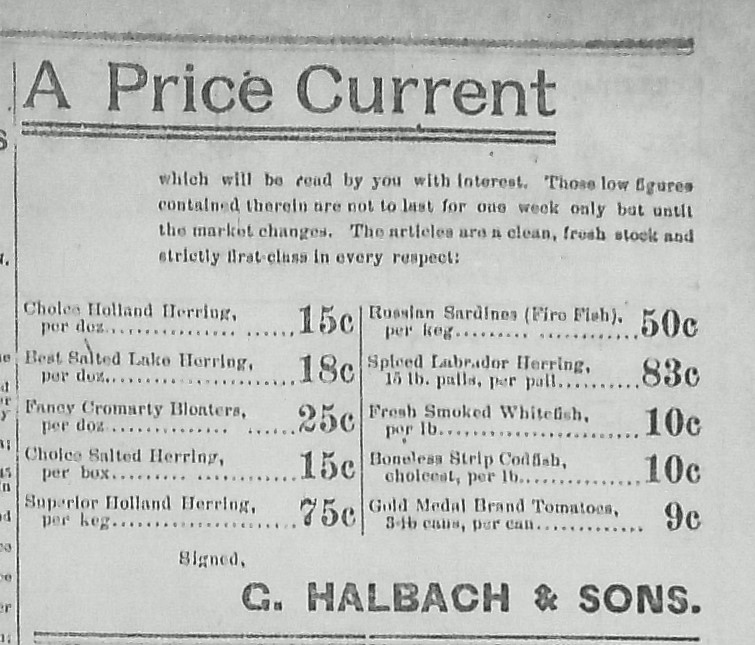 A Price Current
which will be read by you with interest. Those low figures
contained therein are not to last for one week only but until
the market changes. The articles are a clean, fresh stock and
strictly first-class in every respect:
Choice Holland Herring,
per doz................ ...... 15c
Best Salted Lake Herring,
per doz........................ 18c
Fancy Cromarty Bloaters,
per doz .............. ...... 25c
Choice Salted Herring,
per box........ .............. 15c
Superior Holland Herring,
per keg........................ 75c
Russian Sardines (Fire Fish),
per keg......... ............ 50c
Spiced Labrador Herring,
15 lb. pails, per pail.......... 83c
Fresh Smoked Whitefish,
per lb.......................... 10c
Boneless Strip Codfish,
choicest, per lb............... 10c
Gold Medal Brand Tomatoes,
3-lb cans, per can............. 9c
Signed,
G. HALBACH & SONS.